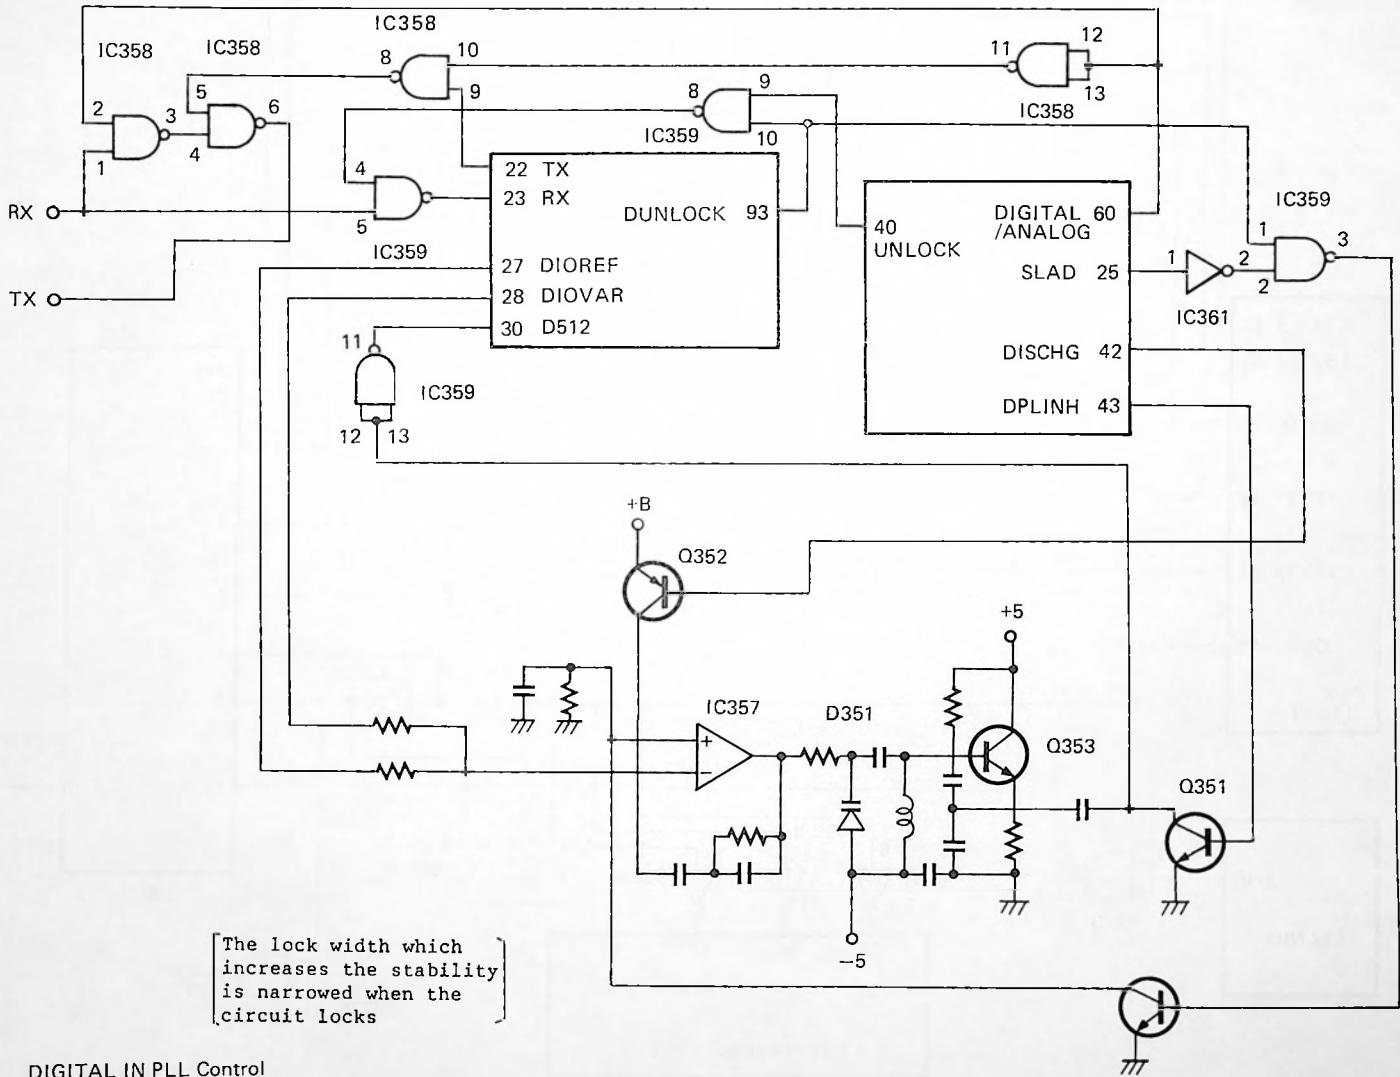 IC358
IC358
IC358
8
10
9
11
12
13
IC358
2
3
1
5
6
4
8
9
10
IC359
4
5
IC359
RX
TX
22 TX
23 RX
DUNLOCK 93
27 DIOREF
28 DIOVAR
30 D512
40
UNLOCK
DIGITAL 60
/ANALOG
SLAD 25
DISCHG 42
DPLINH 43
1
2
IC361
IC359
1
2
3
11
IC359
12 13
+B
Q352
+5
IC357
+
−
D351
Q353
Q351
−5
The lock width which
increases the stability
is narrowed when the
circuit locks
DIGITAL IN PLL Control